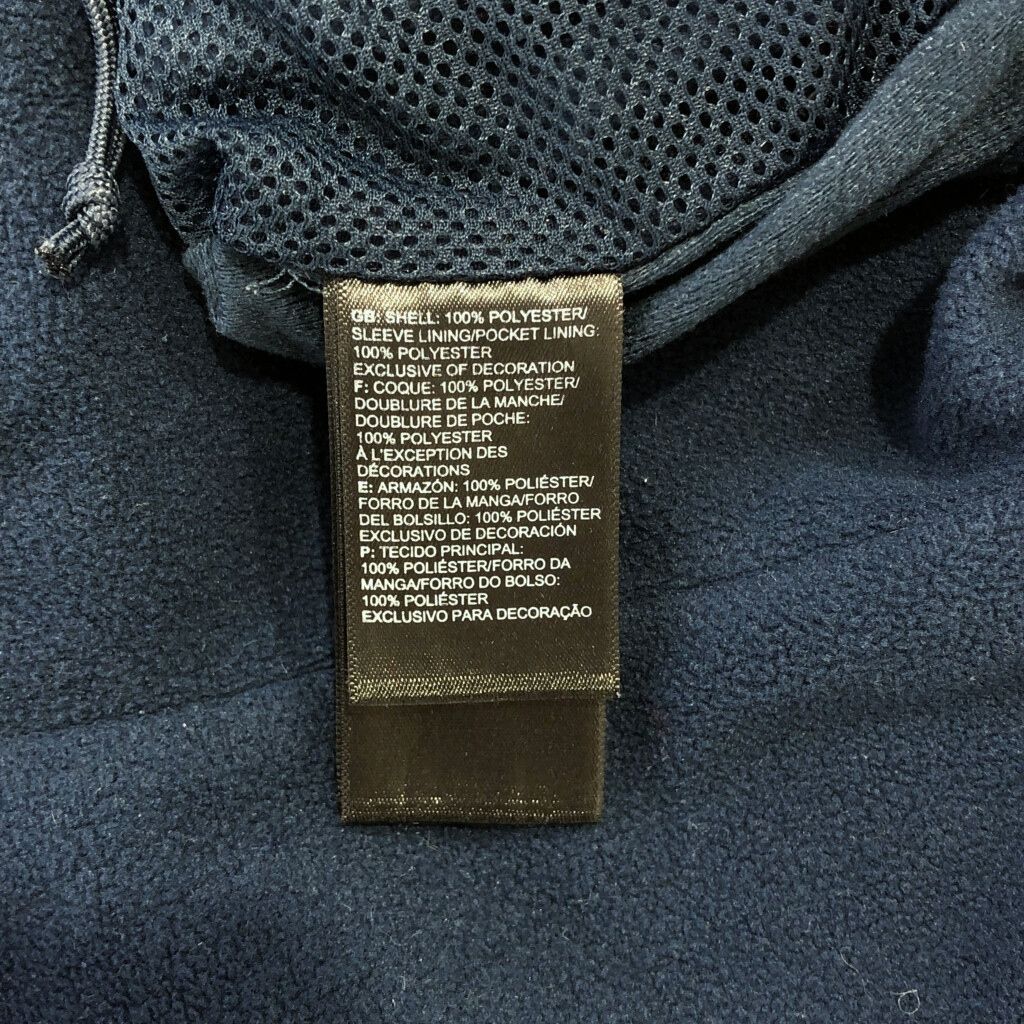 GB: SHELL: 100% POLYESTER/
SLEEVE LINING/POCKET LINING:
100% POLYESTER
EXCLUSIVE OF DECORATION
F: COQUE: 100% POLYESTER/
DOUBLURE DE LA MANCHE/
DOUBLURE DE POCHE:
100% POLYESTER
À L'EXCEPTION DES
DÉCORATIONS
E: ARMAZÓN: 100% POLIÉSTER/
FORRO DE LA MANGA/FORRO
DEL BOLSILLO: 100% POLIÉSTER
EXCLUSIVO DE DECORACIÓN
P: TECIDO PRINCIPAL:
100% POLIÉSTER/FORRO DA
MANGA/FORRO DO BOLSO:
100% POLIÉSTER
EXCLUSIVO PARA DECORAÇÃO